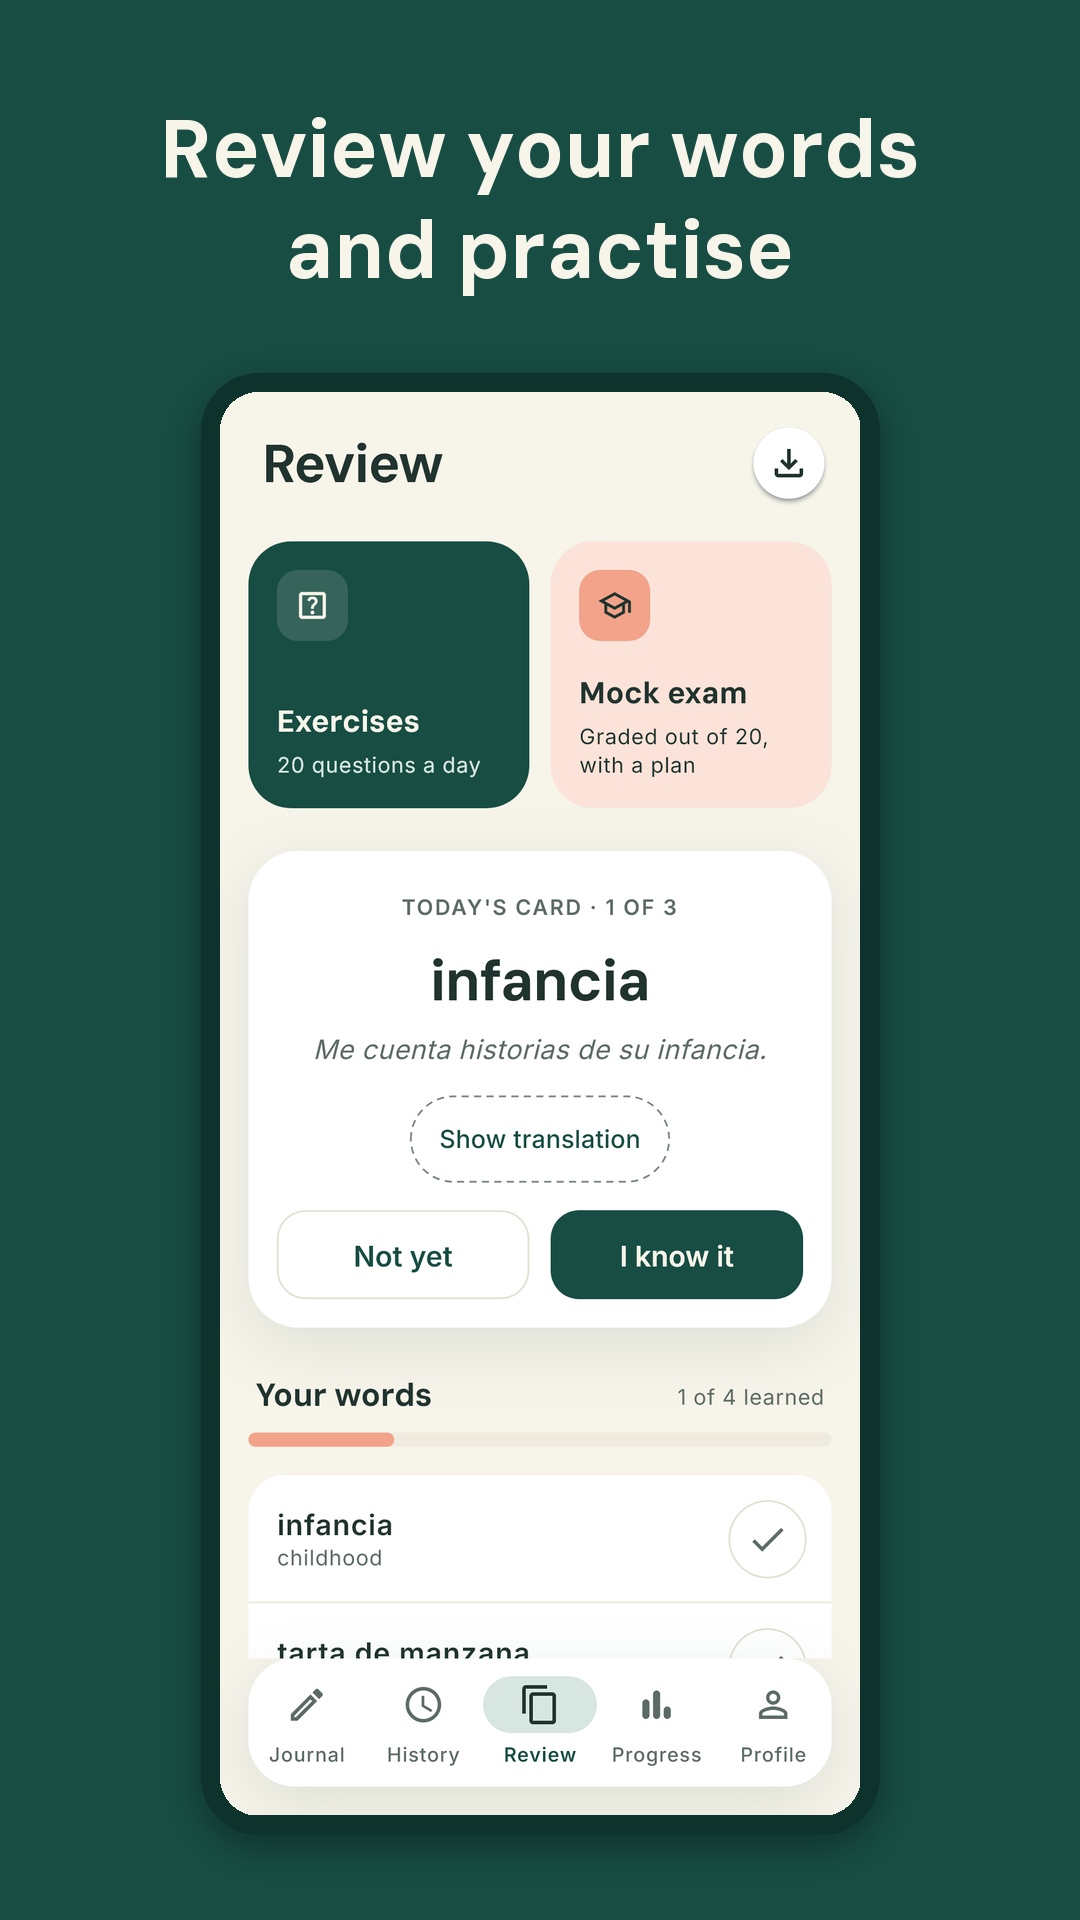 Review your words
and practise
Review
Exercises
20 questions a day
Mock exam
Graded out of 20,
with a plan
TODAY'S CARD · 1 OF 3
infancia
Me cuenta historias de su infancia.
Show translation
Not yet
I know it
Your words
1 of 4 learned
infancia
childhood
tarta de manzana
Journal
History
Review
Progress
Profile